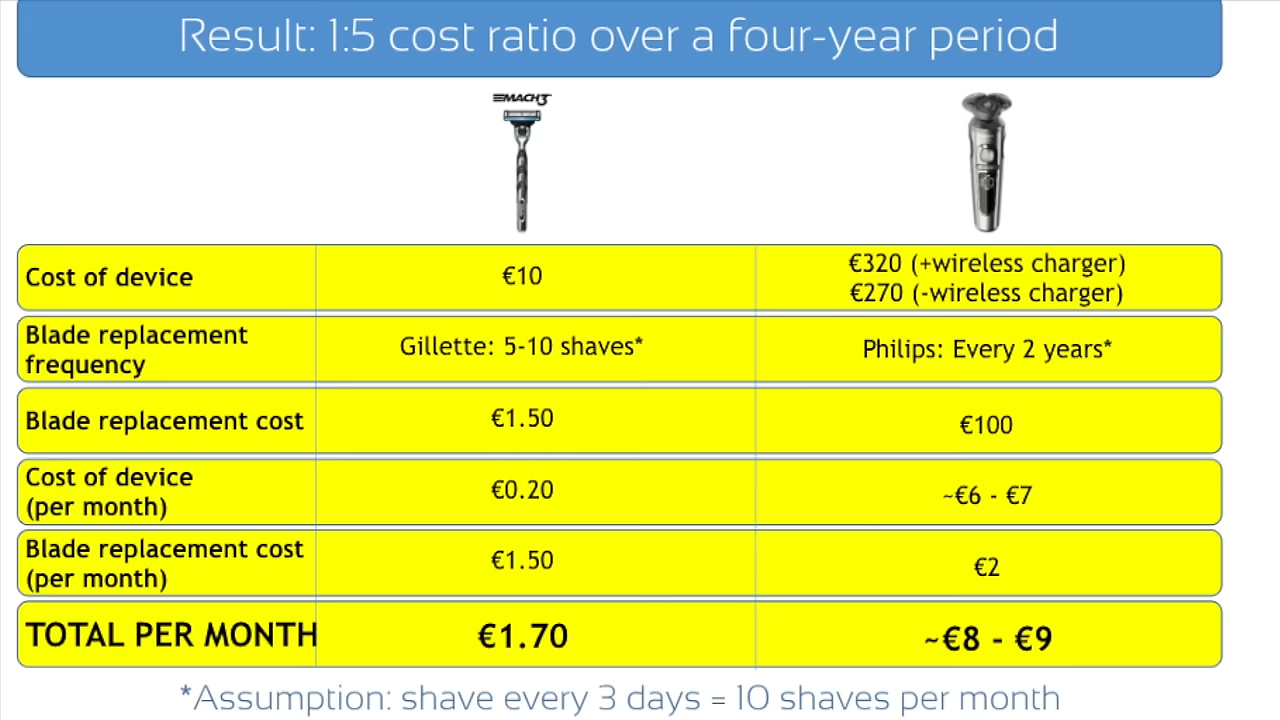 Result: 1:5 cost ratio over a four-year period
MACH3
Cost of device
€10
€320 (+wireless charger)
€270 (-wireless charger)
Blade replacement
frequency
Gillette: 5-10 shaves*
Philips: Every 2 years*
Blade replacement cost
€1.50
€100
Cost of device
(per month)
€0.20
~€6 - €7
Blade replacement cost
(per month)
€1.50
€2
TOTAL PER MONTH
€1.70
~€8 - €9
*Assumption: shave every 3 days = 10 shaves per month